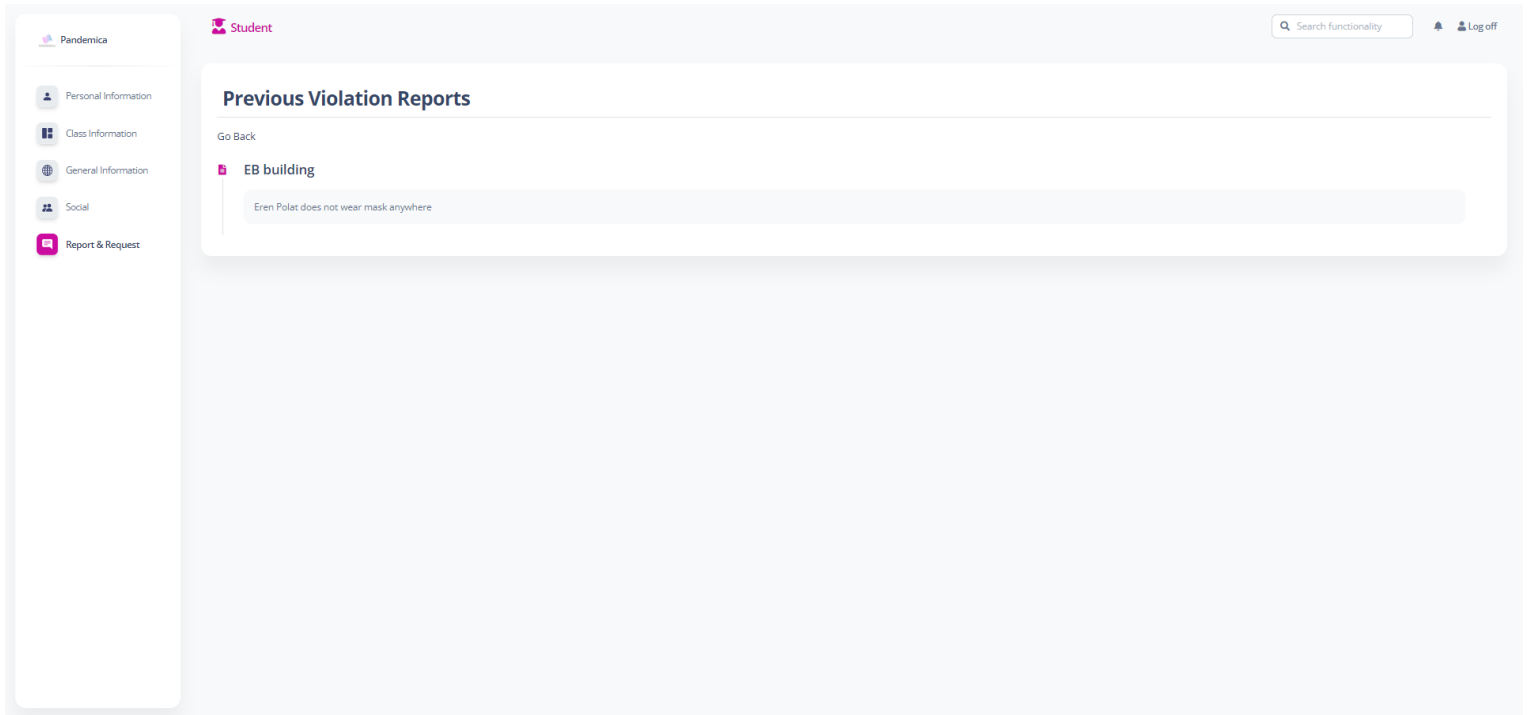 Pandemica
Personal Information
Class Information
General Information
Social
Report & Request
Student
Search functionality
Log off
Previous Violation Reports
Go Back
EB building
Eren Polat does not wear mask anywhere